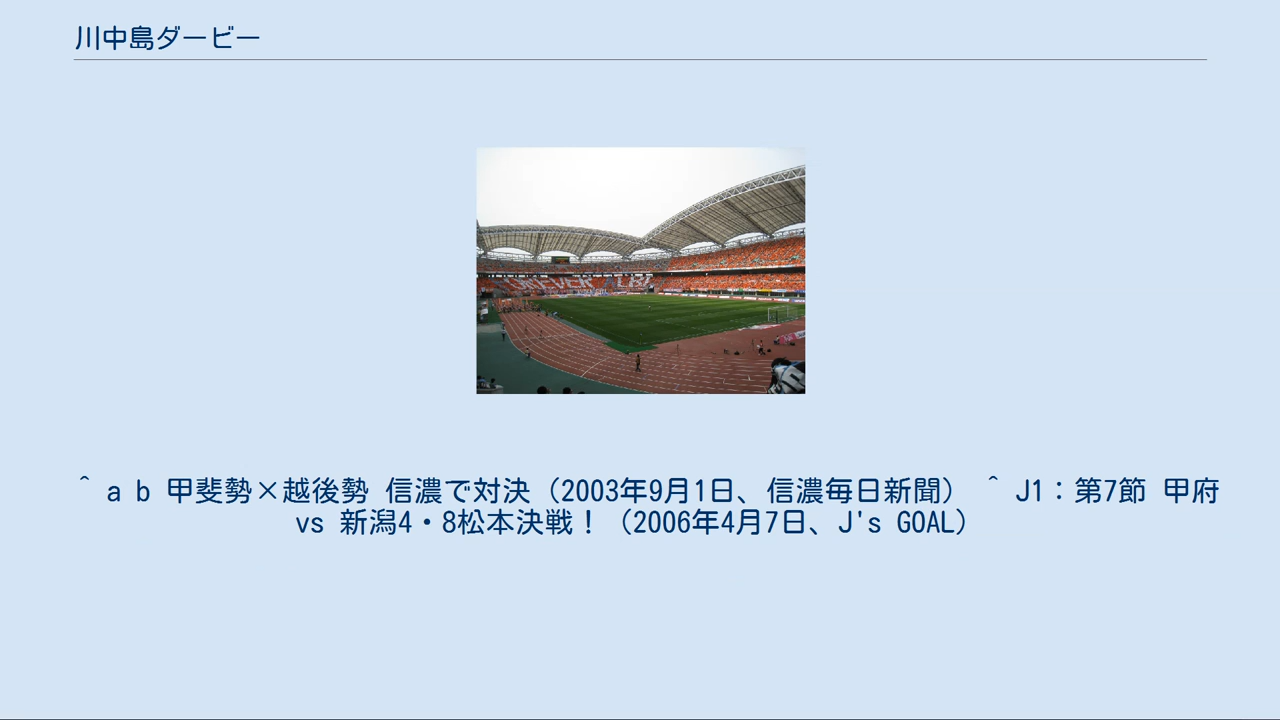 川中島ダービー
^ a b 甲斐勢×越後勢 信濃で対決（2003年9月1日、信濃毎日新聞） ^ J1：第7節 甲府
vs 新潟4・8松本決戦！（2006年4月7日、J's GOAL）